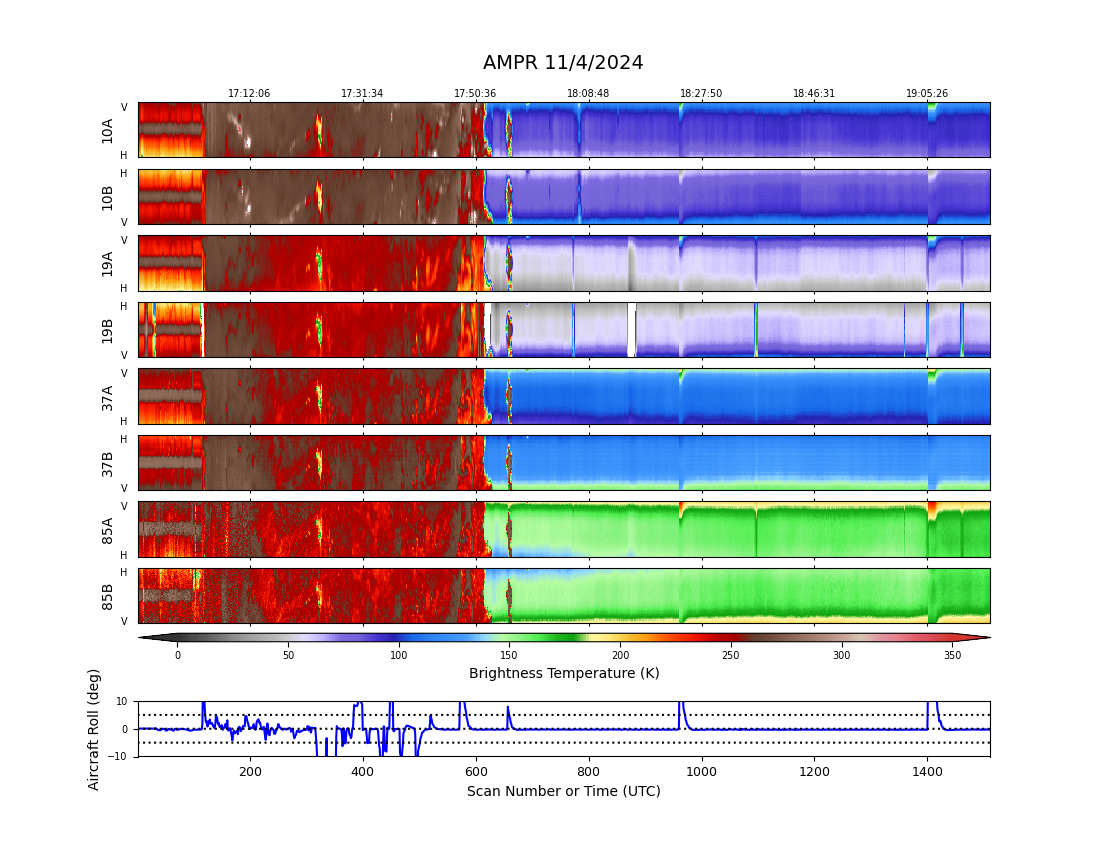 AMPR 11/4/2024
17:12:06 17:31:34 17:50:36 18:08:48 18:27:50 18:46:31 19:05:26
V
10A
H
H
10B
V
V
19A
H
H
19B
V
V
37A
H
H
37B
V
V
85A
H
H
85B
V
0 50 100 150 200 250 300 350
Brightness Temperature (K)
Aircraft Roll (deg)
10
0
−10
200 400 600 800 1000 1200 1400
Scan Number or Time (UTC)